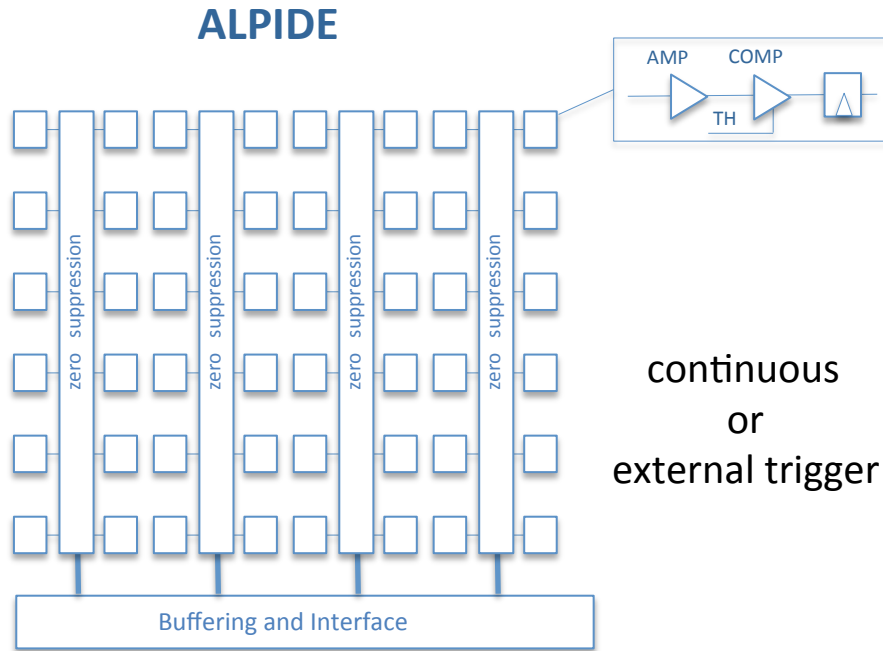 ALPIDE
AMP
COMP
TH
zero suppression
zero suppression
zero suppression
zero suppression
continuous
or
external trigger
Buffering and Interface